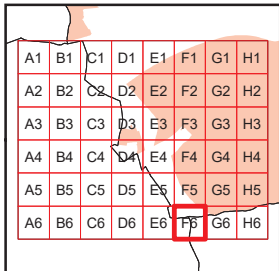 A1 B1 C1 D1 E1 F1 G1 H1
A2 B2 C2 D2 E2 F2 G2 H2
A3 B3 C3 D3 E3 F3 G3 H3
A4 B4 C4 D4 E4 F4 G4 H4
A5 B5 C5 D5 E5 F5 G5 H5
A6 B6 C6 D6 E6 F6 G6 H6